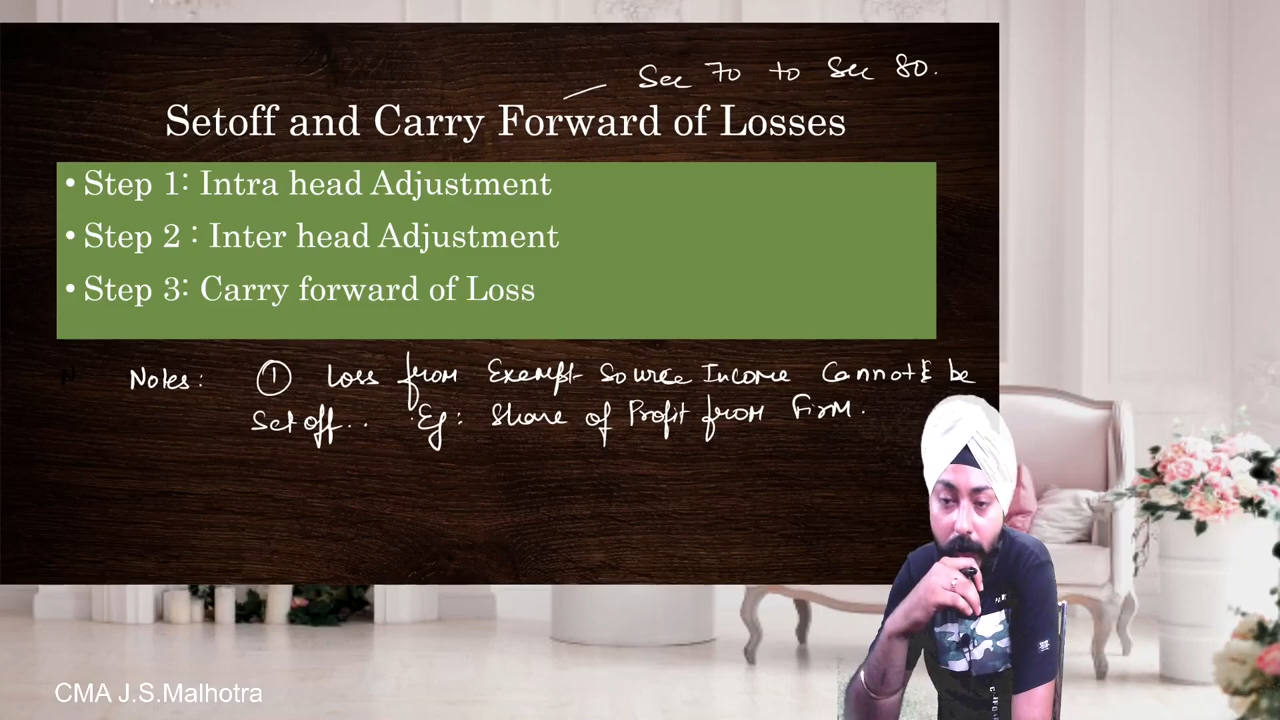 Sec 70 to Sec 80.
Setoff and Carry Forward of Losses
• Step 1: Intra head Adjustment
• Step 2 : Inter head Adjustment
• Step 3: Carry forward of Loss
Notes: ① Loss from Exempt Source Income Cannot be
Set off.. Eg: Share of Profit from Firm.
CMA J.S.Malhotra